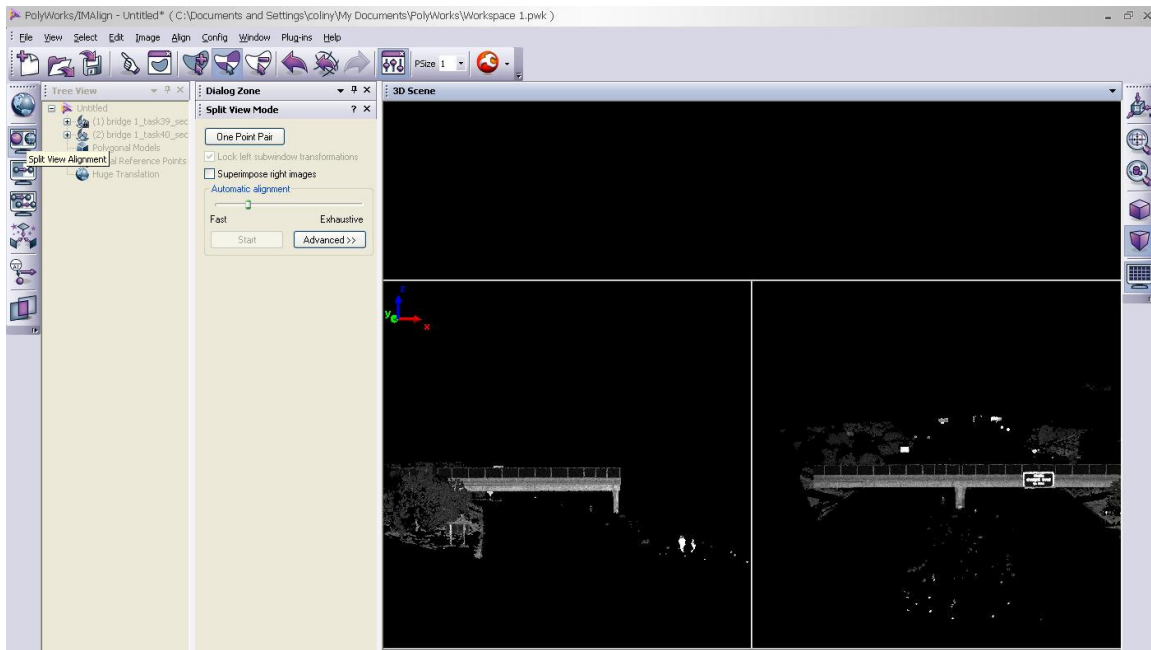 PolyWorks/IMAlign - Untitled* ( C:\Documents and Settings\coliny\My Documents\PolyWorks\Workspace 1.pwk )
File View Select Edit Image Align Config Window Plug-ins Help
PSize 1
Tree View
Dialog Zone
3D Scene
Untitled
(1) bridge 1_task39_sec
(2) bridge 1_task40_sec
Polygonal Models
al Reference Points
Huge Translation
Split View Alignment
Split View Mode
One Point Pair
Lock left subwindow transformations
Superimpose right images
Automatic alignment
Fast Exhaustive
Start Advanced >>
z
y
x